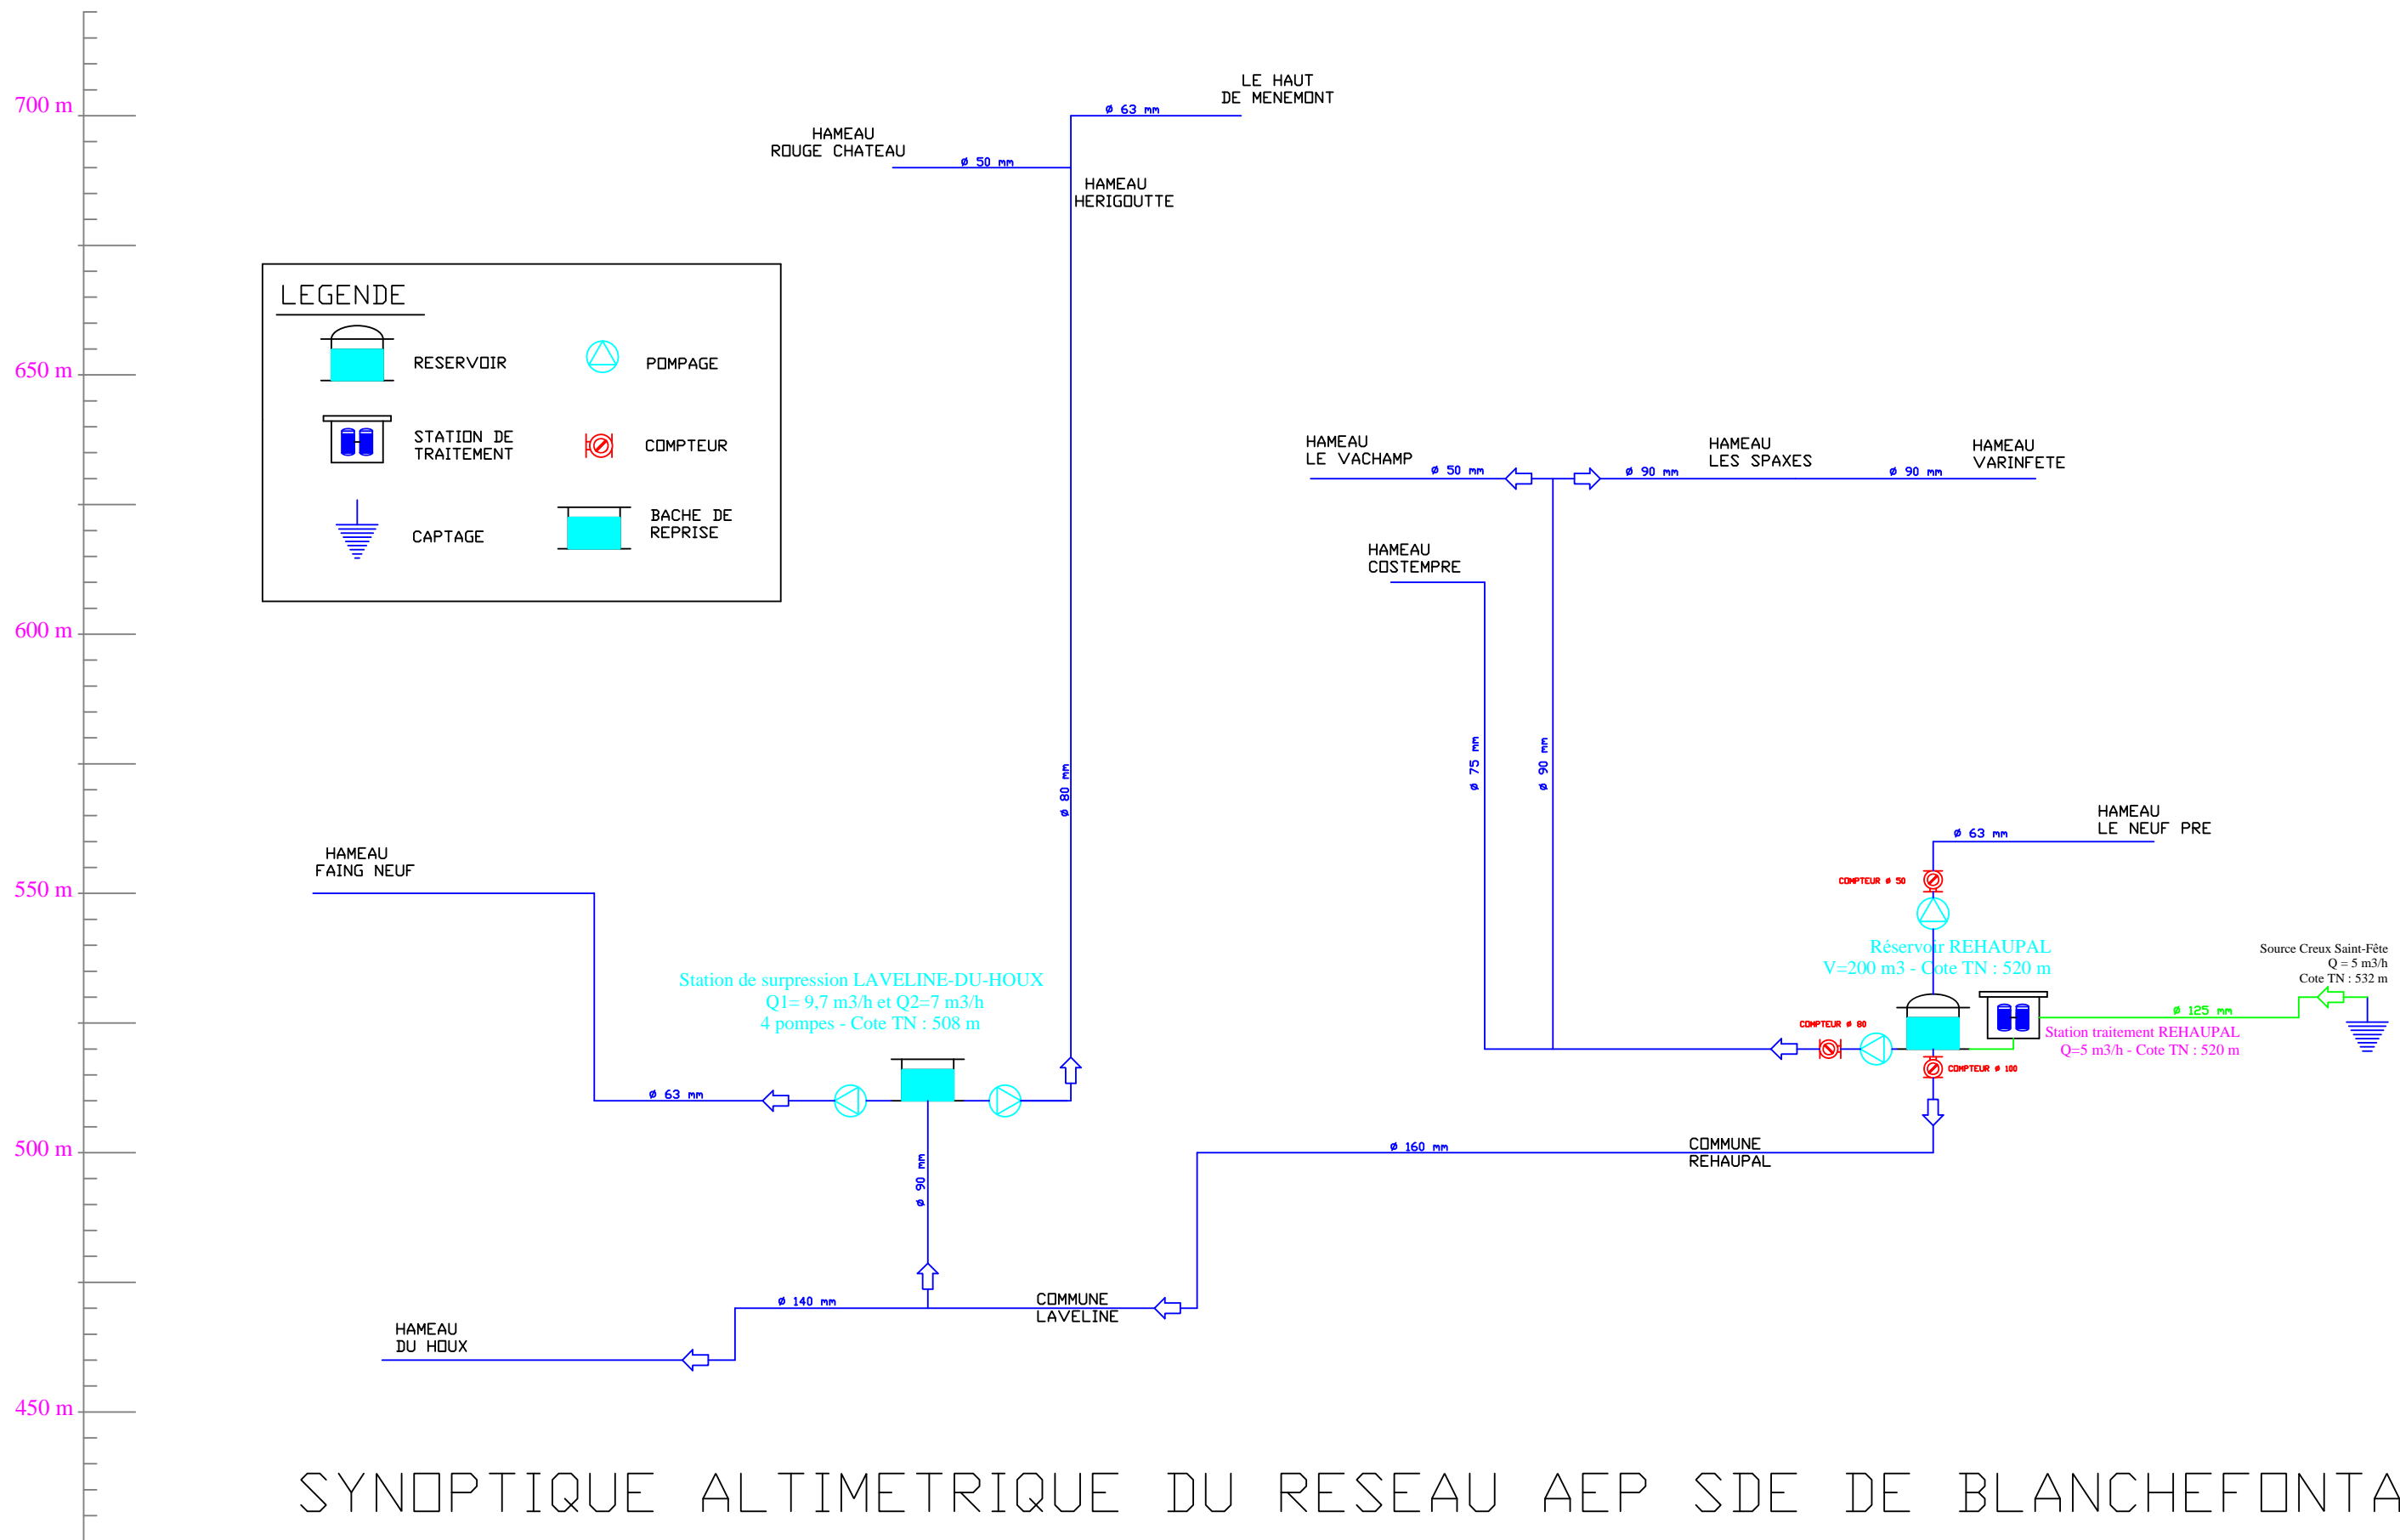 700 m
650 m
600 m
550 m
500 m
450 m
LE HAUT
DE MENEMONT
Ø 63 mm
HAMEAU
ROUGE CHATEAU
Ø 50 mm
HAMEAU
HERIGOUTTE
LEGENDE
RESERVOIR
POMPAGE
STATION DE
TRAITEMENT
COMPTEUR
CAPTAGE
BACHE DE
REPRISE
HAMEAU
LE VACHAMP
Ø 50 mm
Ø 90 mm
HAMEAU
LES SPAXES
Ø 90 mm
HAMEAU
VARINFETE
HAMEAU
COSTEMPRE
Ø 75 mm
Ø 90 mm
Ø 80 mm
HAMEAU
LE NEUF PRE
Ø 63 mm
COMPTEUR Ø 50
HAMEAU
FAING NEUF
Réservoir REHAUPAL
V=200 m3 - Cote TN : 520 m
Source Creux Saint-Fête
Q = 5 m3/h
Cote TN : 532 m
Station de surpression LAVELINE-DU-HOUX
Q1= 9,7 m3/h et Q2=7 m3/h
4 pompes - Cote TN : 508 m
Ø 125 mm
COMPTEUR Ø 80
Station traitement REHAUPAL
Q=5 m3/h - Cote TN : 520 m
COMPTEUR Ø 100
Ø 63 mm
Ø 90 mm
Ø 160 mm
COMMUNE
REHAUPAL
Ø 140 mm
COMMUNE
LAVELINE
HAMEAU
DU HOUX
SYNOPTIQUE ALTIMETRIQUE DU RESEAU AEP SDE DE BLANCHEFONTA